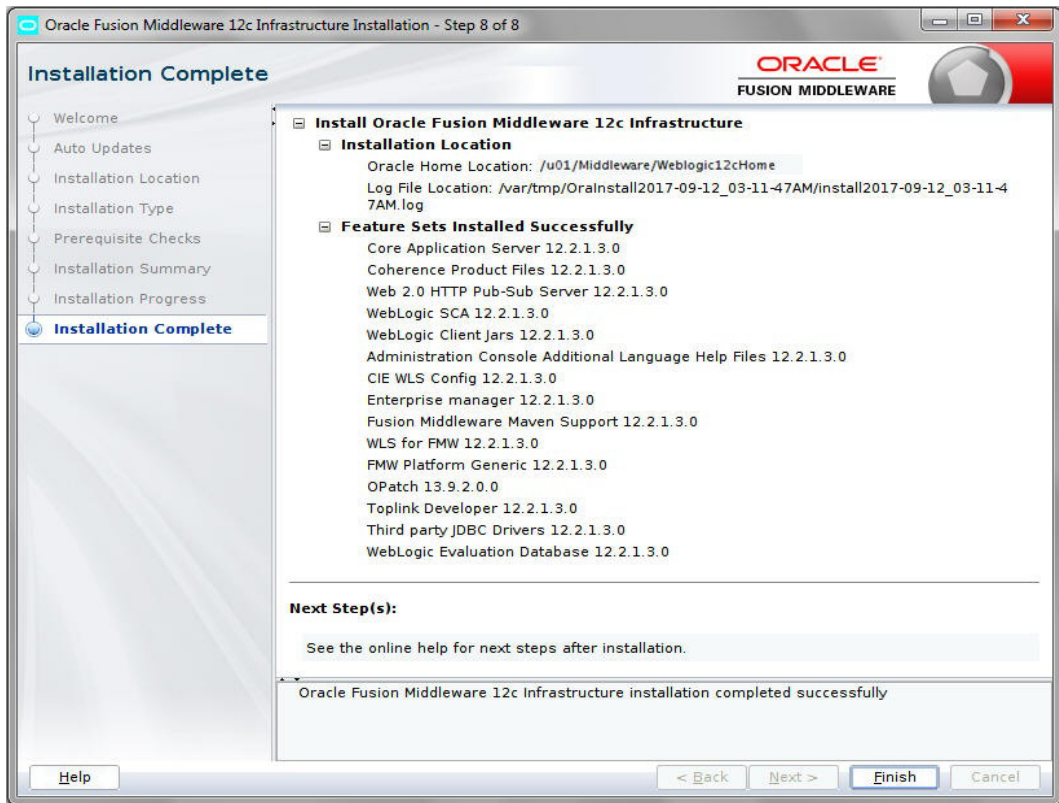 Oracle Fusion Middleware 12c Infrastructure Installation - Step 8 of 8
Installation Complete
ORACLE
FUSION MIDDLEWARE
Welcome
Auto Updates
Installation Location
Installation Type
Prerequisite Checks
Installation Summary
Installation Progress
Installation Complete
Install Oracle Fusion Middleware 12c Infrastructure
Installation Location
Oracle Home Location: /u01/Middleware/Weblogic12cHome
Log File Location: /var/tmp/OraInstall2017-09-12_03-11-47AM/install2017-09-12_03-11-4
7AM.log
Feature Sets Installed Successfully
Core Application Server 12.2.1.3.0
Coherence Product Files 12.2.1.3.0
Web 2.0 HTTP Pub-Sub Server 12.2.1.3.0
WebLogic SCA 12.2.1.3.0
WebLogic Client Jars 12.2.1.3.0
Administration Console Additional Language Help Files 12.2.1.3.0
CIE WLS Config 12.2.1.3.0
Enterprise manager 12.2.1.3.0
Fusion Middleware Maven Support 12.2.1.3.0
WLS for FMW 12.2.1.3.0
FMW Platform Generic 12.2.1.3.0
OPatch 13.9.2.0.0
Toplink Developer 12.2.1.3.0
Third party JDBC Drivers 12.2.1.3.0
WebLogic Evaluation Database 12.2.1.3.0
Next Step(s):
See the online help for next steps after installation.
Oracle Fusion Middleware 12c Infrastructure installation completed successfully
Help
< Back
Next >
Finish
Cancel